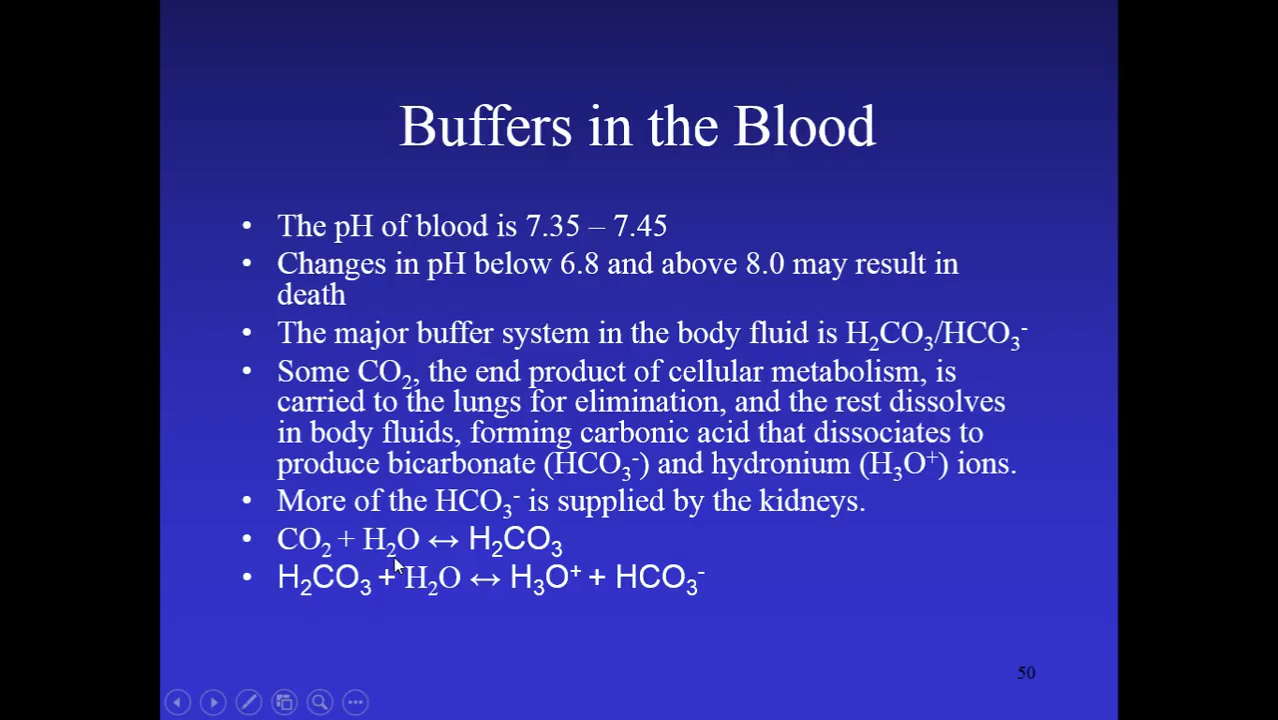 Buffers in the Blood
• The pH of blood is 7.35 – 7.45
• Changes in pH below 6.8 and above 8.0 may result in
death
• The major buffer system in the body fluid is H₂CO₃/HCO₃⁻
• Some CO₂, the end product of cellular metabolism, is
carried to the lungs for elimination, and the rest dissolves
in body fluids, forming carbonic acid that dissociates to
produce bicarbonate (HCO₃⁻) and hydronium (H₃O⁺) ions.
• More of the HCO₃⁻ is supplied by the kidneys.
• CO₂ + H₂O ↔ H₂CO₃
• H₂CO₃ + H₂O ↔ H₃O⁺ + HCO₃⁻
50